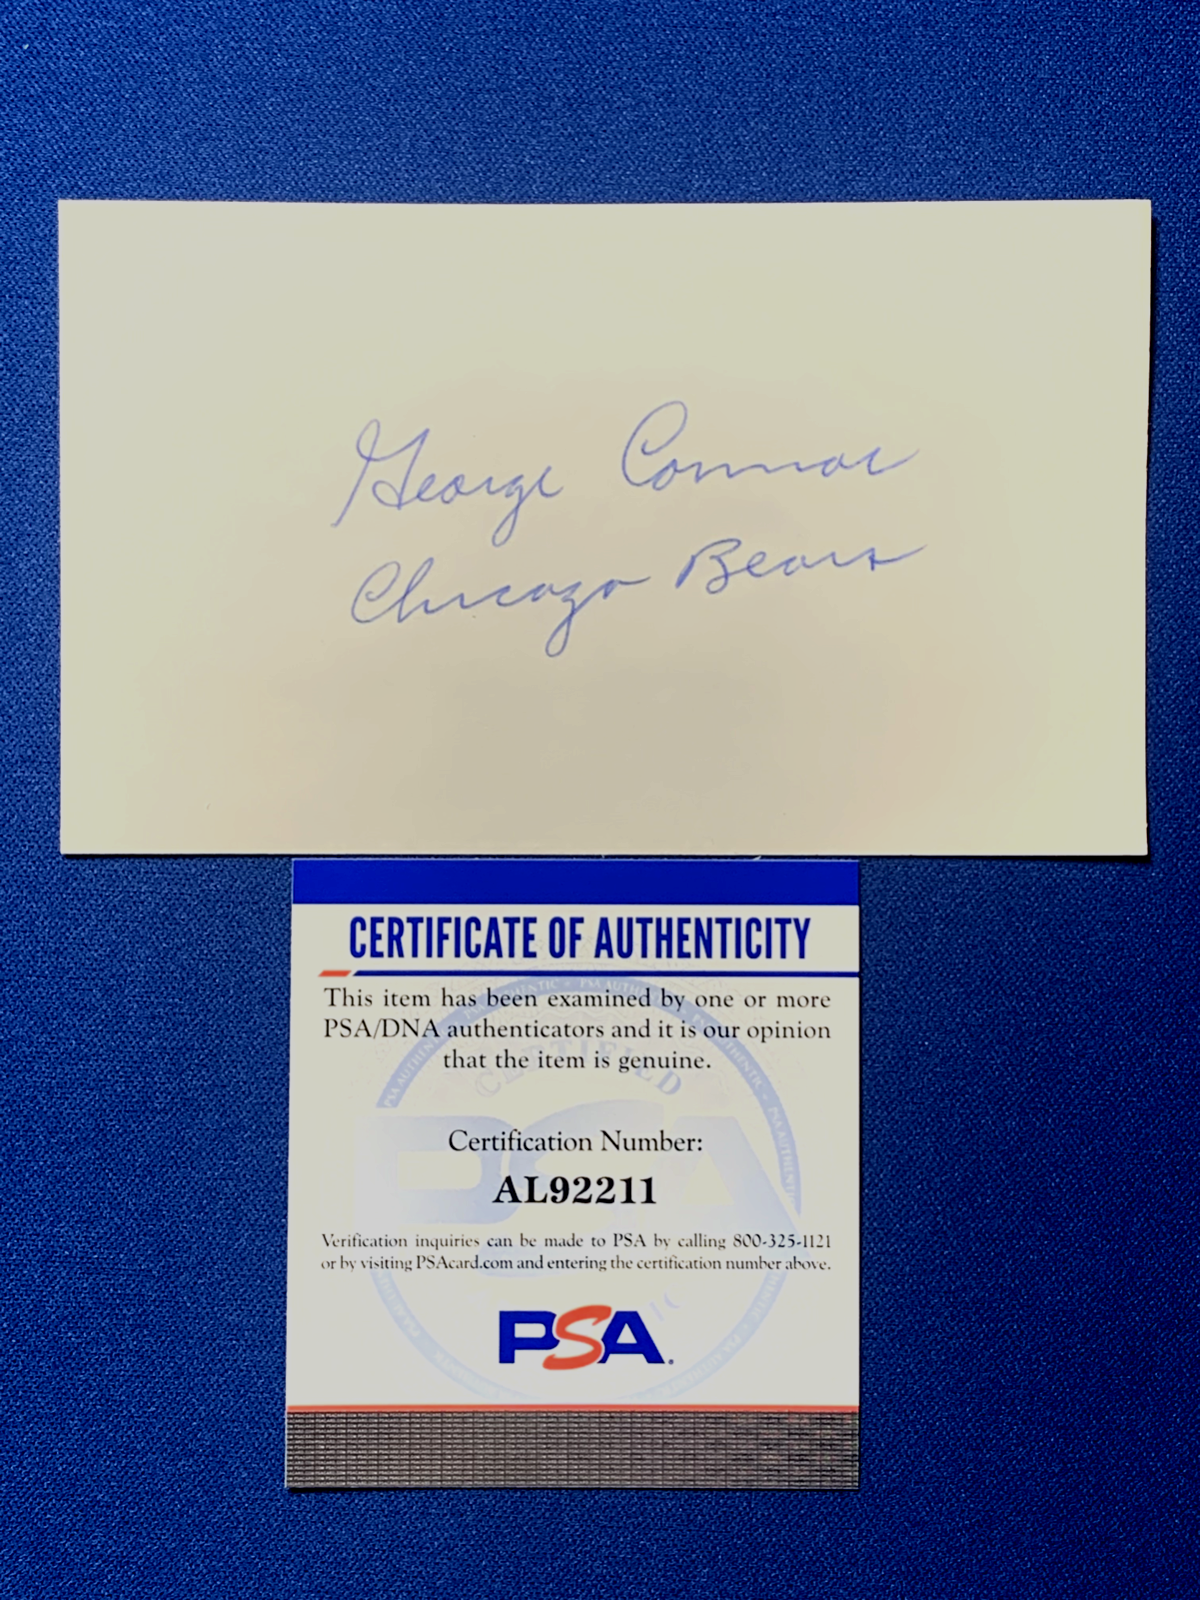 George Connor
Chicago Bears
CERTIFICATE OF AUTHENTICITY
This item has been examined by one or more
PSA/DNA authenticators and it is our opinion
that the item is genuine.
CERTIFIED
Certification Number:
AL92211
Verification inquiries can be made to PSA by calling 800-325-1121
or by visiting PSAcard.com and entering the certification number above.
PSA